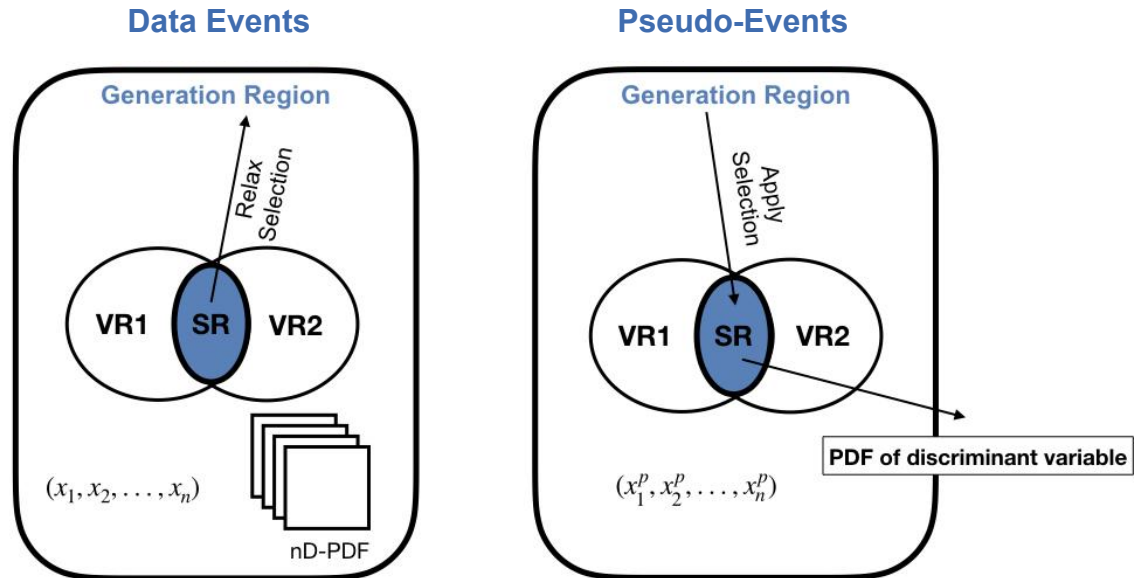 Data Events
Generation Region
Relax
Selection
VR1
SR
VR2
(x₁, x₂, . . . , xₙ)
nD-PDF
Pseudo-Events
Generation Region
Apply
Selection
VR1
SR
VR2
PDF of discriminant variable
(x₁ᵖ, x₂ᵖ, . . . , xₙᵖ)